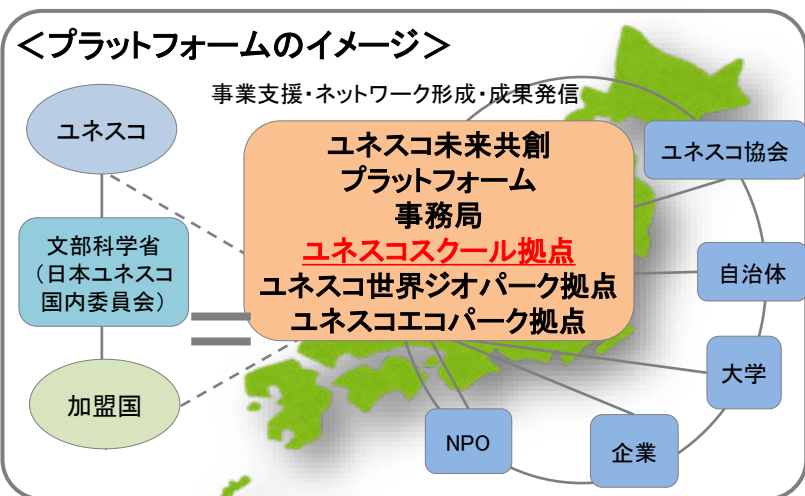 ＜プラットフォームのイメージ＞
事業支援・ネットワーク形成・成果発信
ユネスコ
文部科学省
（日本ユネスコ
国内委員会）
加盟国
ユネスコ未来共創
プラットフォーム
事務局
ユネスコスクール拠点
ユネスコ世界ジオパーク拠点
ユネスコエコパーク拠点
ユネスコ協会
自治体
大学
企業
NPO